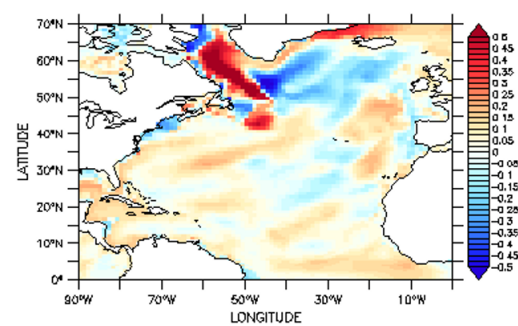 70°N
60°N
50°N
40°N
30°N
20°N
10°N
0°
LATITUDE
80°W
70°W
50°W
30°W
10°W
LONGITUDE
0.5
0.45
0.4
0.35
0.3
0.25
0.2
0.15
0.1
0.05
0
-0.05
-0.1
-0.15
-0.2
-0.25
-0.3
-0.35
-0.4
-0.45
-0.5